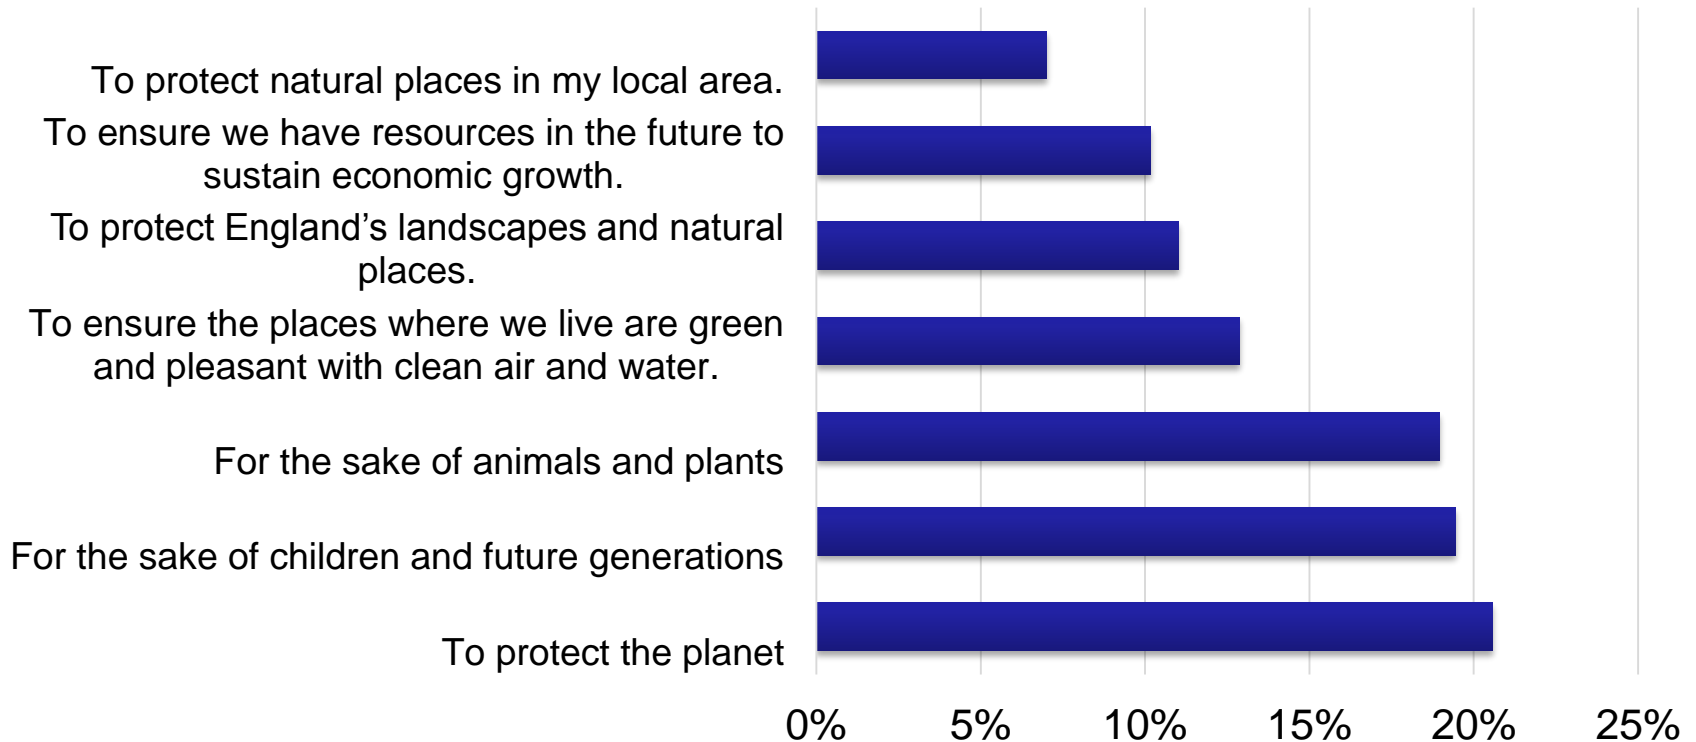 To protect natural places in my local area.
To ensure we have resources in the future to
sustain economic growth.
To protect England’s landscapes and natural
places.
To ensure the places where we live are green
and pleasant with clean air and water.
For the sake of animals and plants
For the sake of children and future generations
To protect the planet
0% 5% 10% 15% 20% 25%